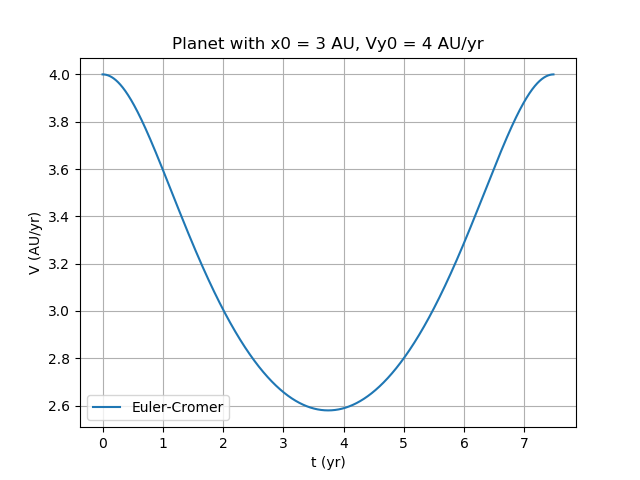 Planet with x0 = 3 AU, Vy0 = 4 AU/yr
V (AU/yr)
4.0
3.8
3.6
3.4
3.2
3.0
2.8
2.6
Euler-Cromer
0 1 2 3 4 5 6 7
t (yr)